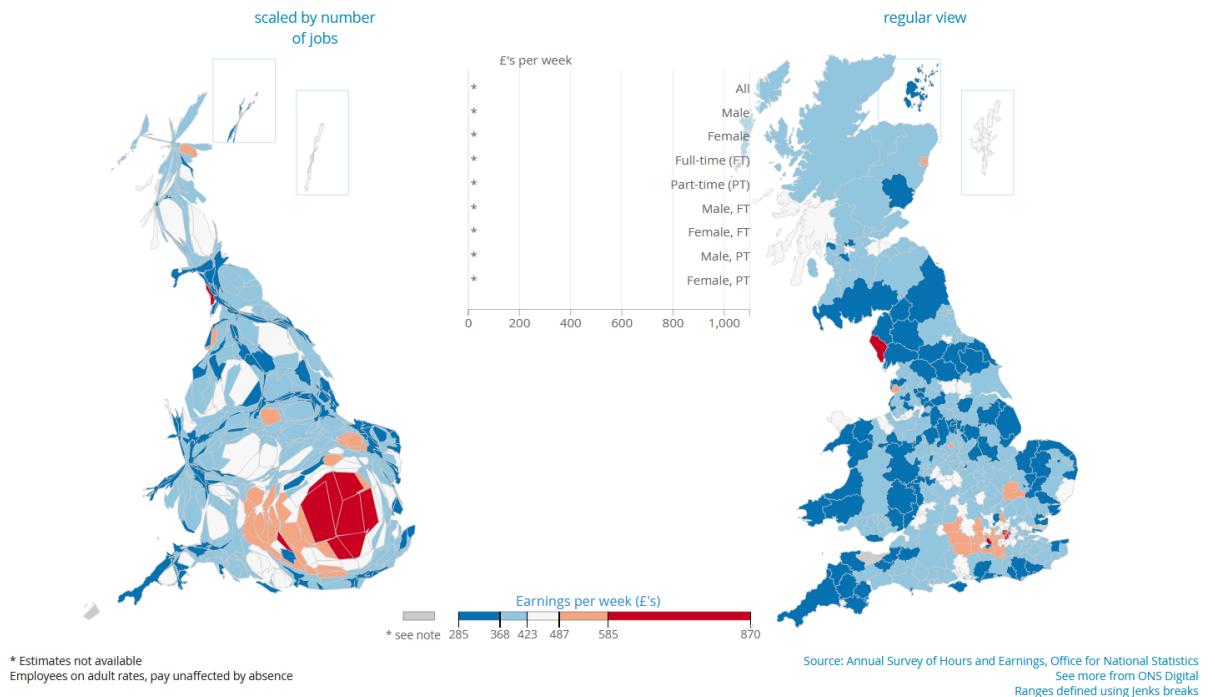 scaled by number
of jobs
regular view
£'s per week
* All
* Male
* Female
* Full-time (FT)
* Part-time (PT)
* Male, FT
* Female, FT
* Male, PT
* Female, PT
0 200 400 600 800 1,000
Earnings per week (£'s)
* see note 285 368 423 487 585 870
* Estimates not available
Employees on adult rates, pay unaffected by absence
Source: Annual Survey of Hours and Earnings, Office for National Statistics
See more from ONS Digital
Ranges defined using Jenks breaks